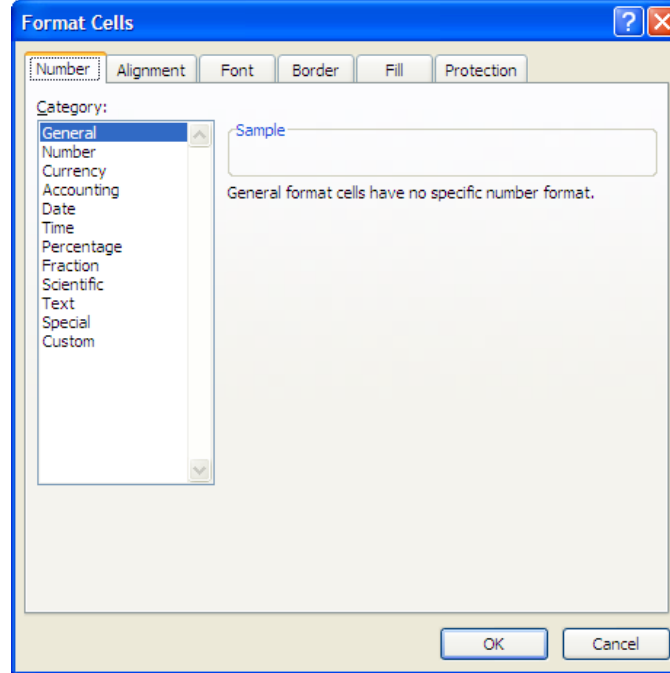 Format Cells
Number Alignment Font Border Fill Protection
Category:
General
Number
Currency
Accounting
Date
Time
Percentage
Fraction
Scientific
Text
Special
Custom
Sample
General format cells have no specific number format.
OK Cancel